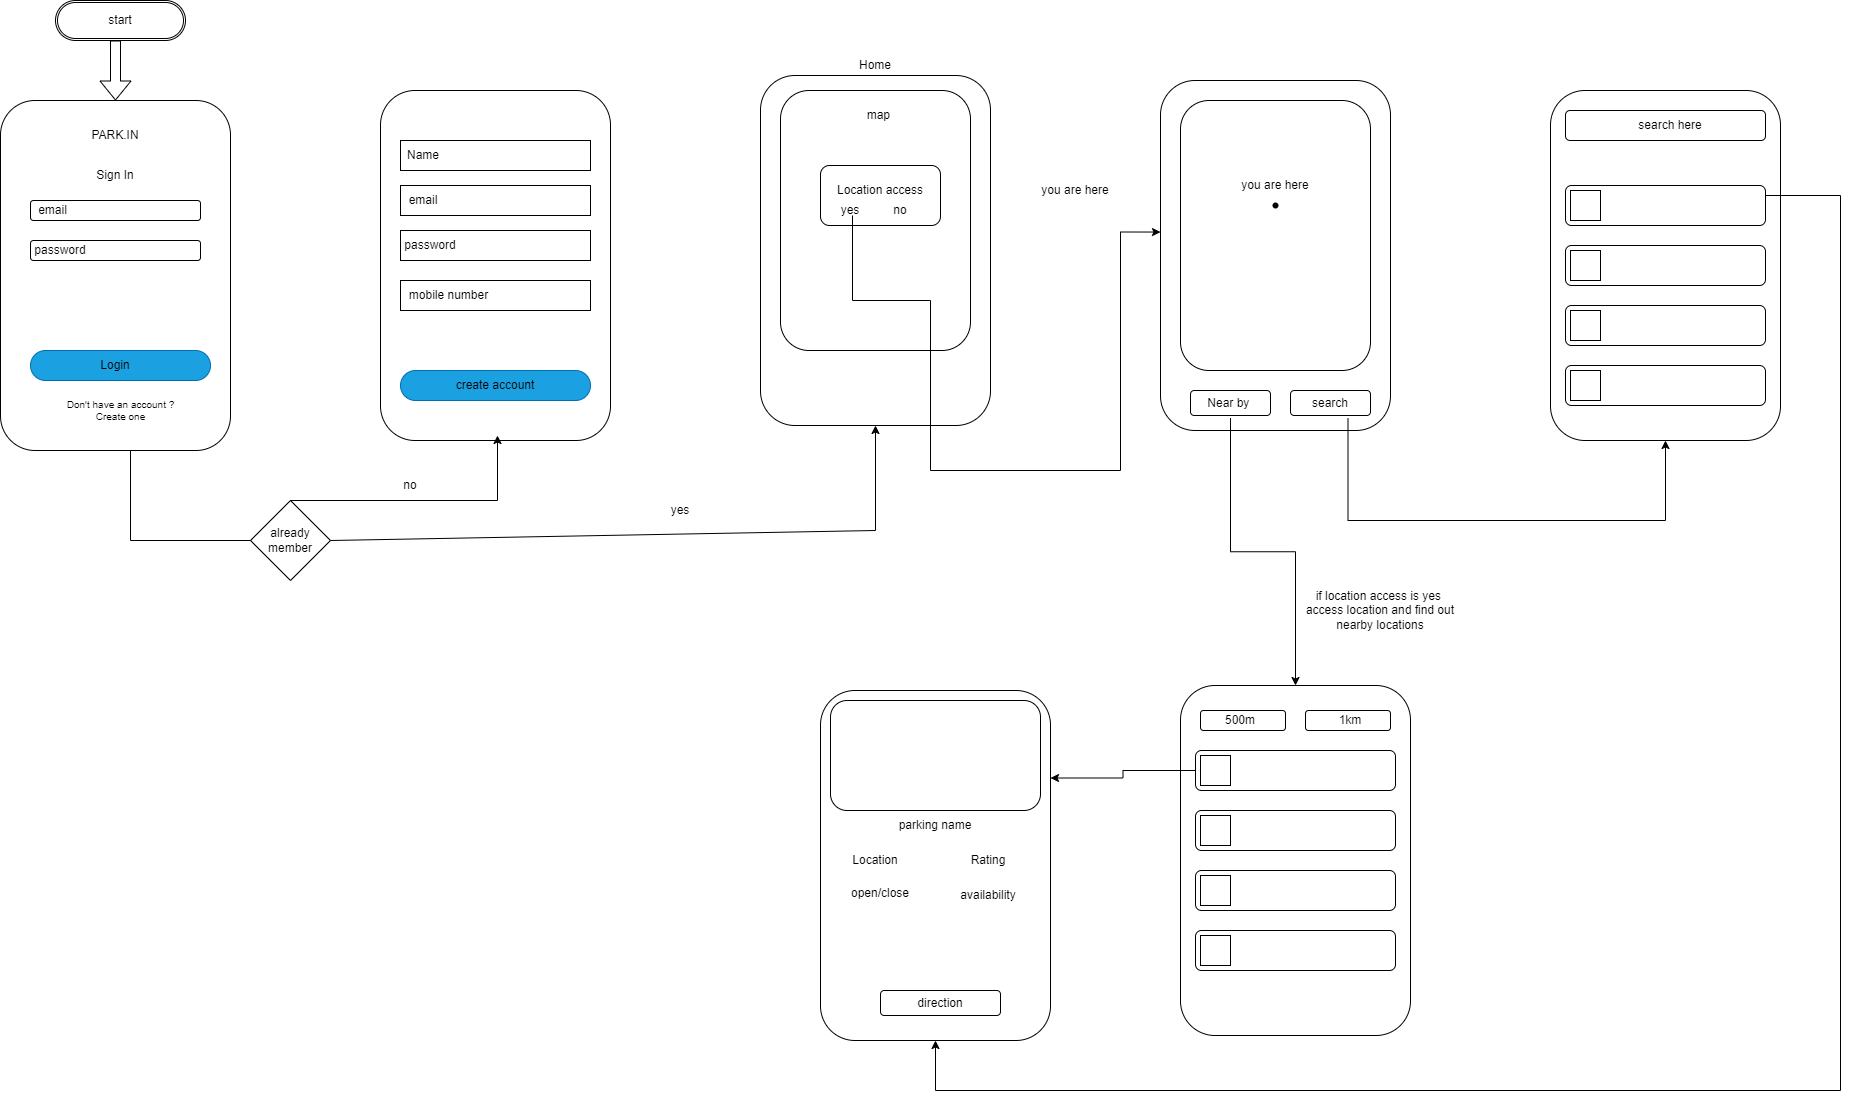 start
PARK.IN
Sign In
email
password
Login
Don't have an account ?
Create one
already
member
no
yes
Name
email
password
mobile number
create account
Home
map
Location access
yes
no
you are here
you are here
Near by
search
search here
if location access is yes
access location and find out
nearby locations
500m
1km
parking name
Location
Rating
open/close
availability
direction